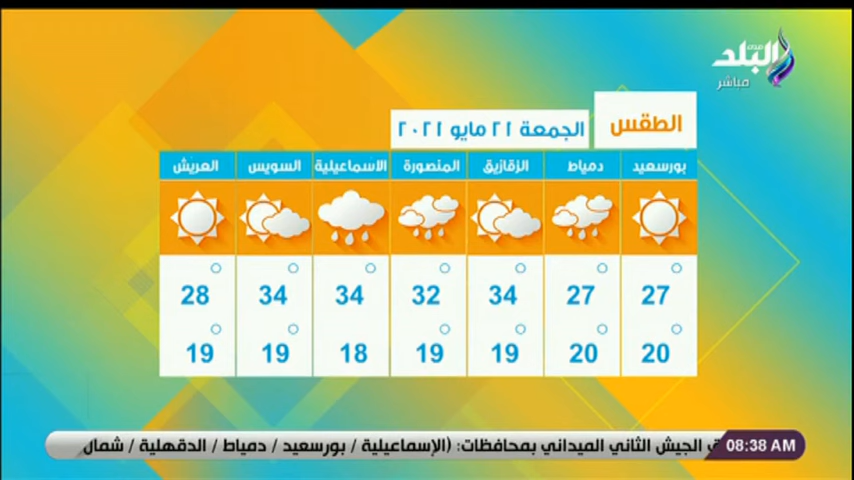 صدى
البلد
مباشر
الطقس
الجمعة ٢١ مايو ٢٠٢١
بورسعيد دمياط الزقازيق المنصورة الاسماعيلية السويس العريش
27 27 34 32 34 34 28
20 20 19 19 18 19 19
08:38 AM
ق الجيش الثاني الميداني بمحافظات: (الإسماعيلية / بورسعيد / دمياط / الدقهلية / شمال